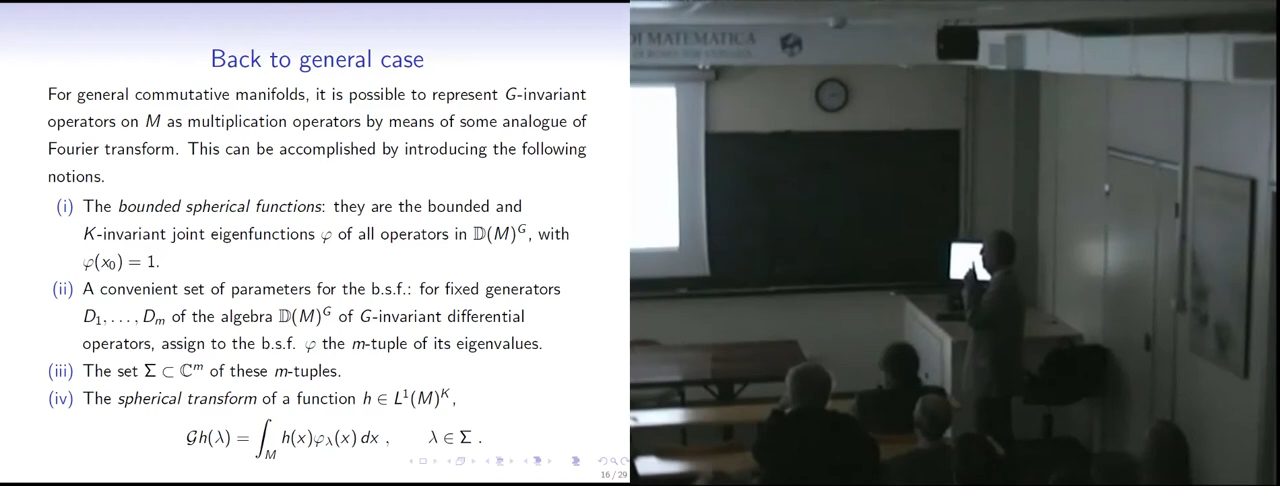 Back to general case
For general commutative manifolds, it is possible to represent G-invariant
operators on M as multiplication operators by means of some analogue of
Fourier transform. This can be accomplished by introducing the following
notions.
(i) The bounded spherical functions: they are the bounded and
K-invariant joint eigenfunctions φ of all operators in 𝔻(M)^G, with
φ(x₀) = 1.
(ii) A convenient set of parameters for the b.s.f.: for fixed generators
D₁, . . . , Dₘ of the algebra 𝔻(M)^G of G-invariant differential
operators, assign to the b.s.f. φ the m-tuple of its eigenvalues.
(iii) The set Σ ⊂ ℂ^m of these m-tuples.
(iv) The spherical transform of a function h ∈ L¹(M)^K,
𝒢h(λ) = ∫_M h(x)φ_λ(x) dx , λ ∈ Σ .
16 / 29
DI MATEMATICA